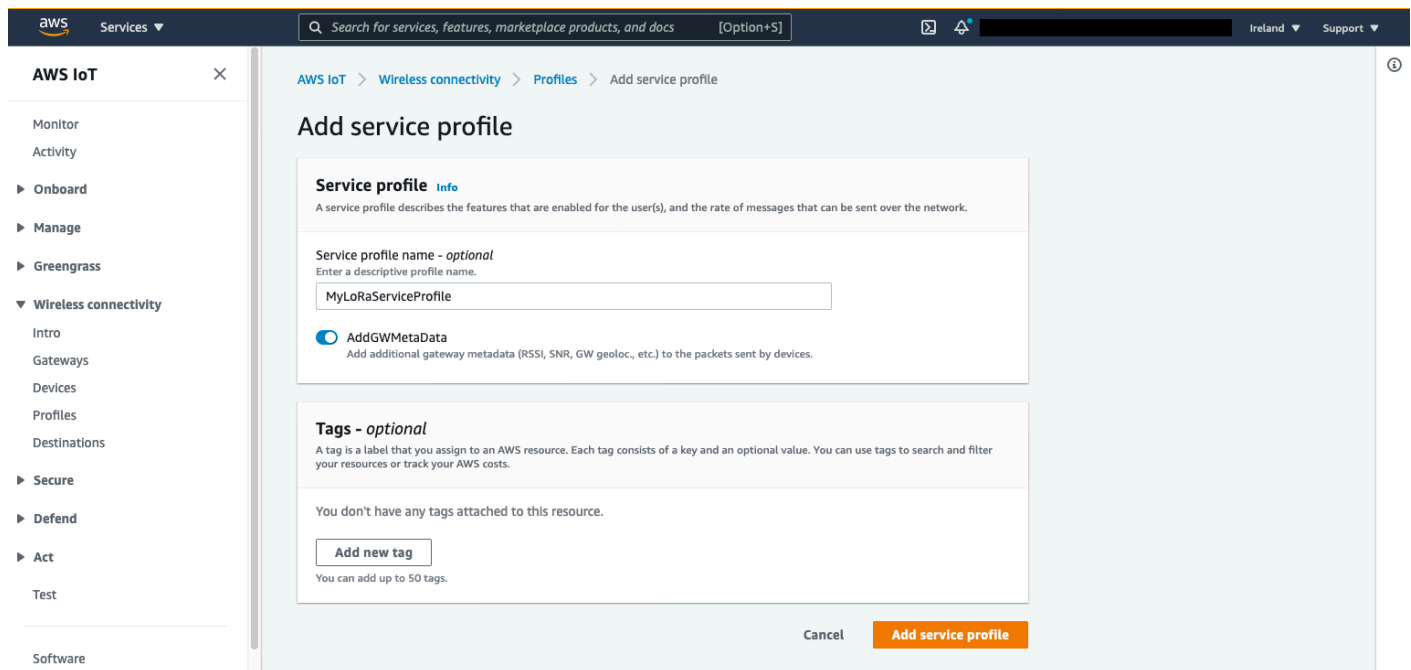 aws
Services
Search for services, features, marketplace products, and docs [Option+S]
Ireland
Support
AWS IoT
Monitor
Activity
Onboard
Manage
Greengrass
Wireless connectivity
Intro
Gateways
Devices
Profiles
Destinations
Secure
Defend
Act
Test
Software
AWS IoT > Wireless connectivity > Profiles > Add service profile
Add service profile
Service profile Info
A service profile describes the features that are enabled for the user(s), and the rate of messages that can be sent over the network.
Service profile name - optional
Enter a descriptive profile name.
MyLoRaServiceProfile
AddGWMetaData
Add additional gateway metadata (RSSI, SNR, GW geoloc., etc.) to the packets sent by devices.
Tags - optional
A tag is a label that you assign to an AWS resource. Each tag consists of a key and an optional value. You can use tags to search and filter
your resources or track your AWS costs.
You don't have any tags attached to this resource.
Add new tag
You can add up to 50 tags.
Cancel
Add service profile